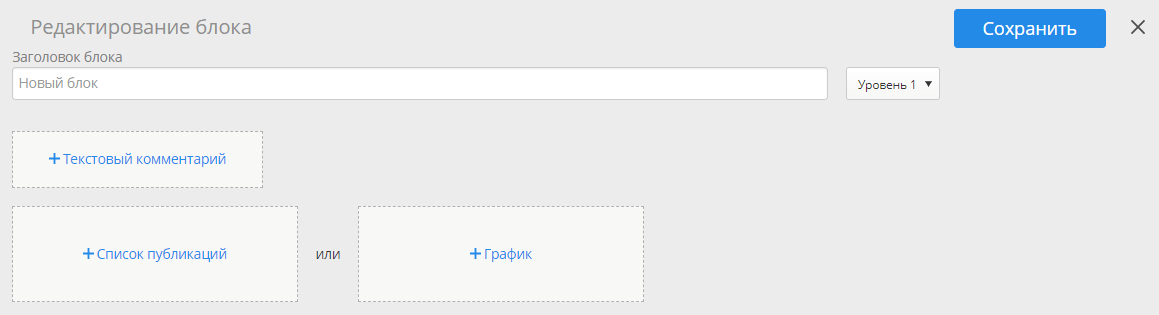 Редактирование блока
Сохранить
Заголовок блока
Новый блок
Уровень 1
+Текстовый комментарий
+Список публикаций
или
+График